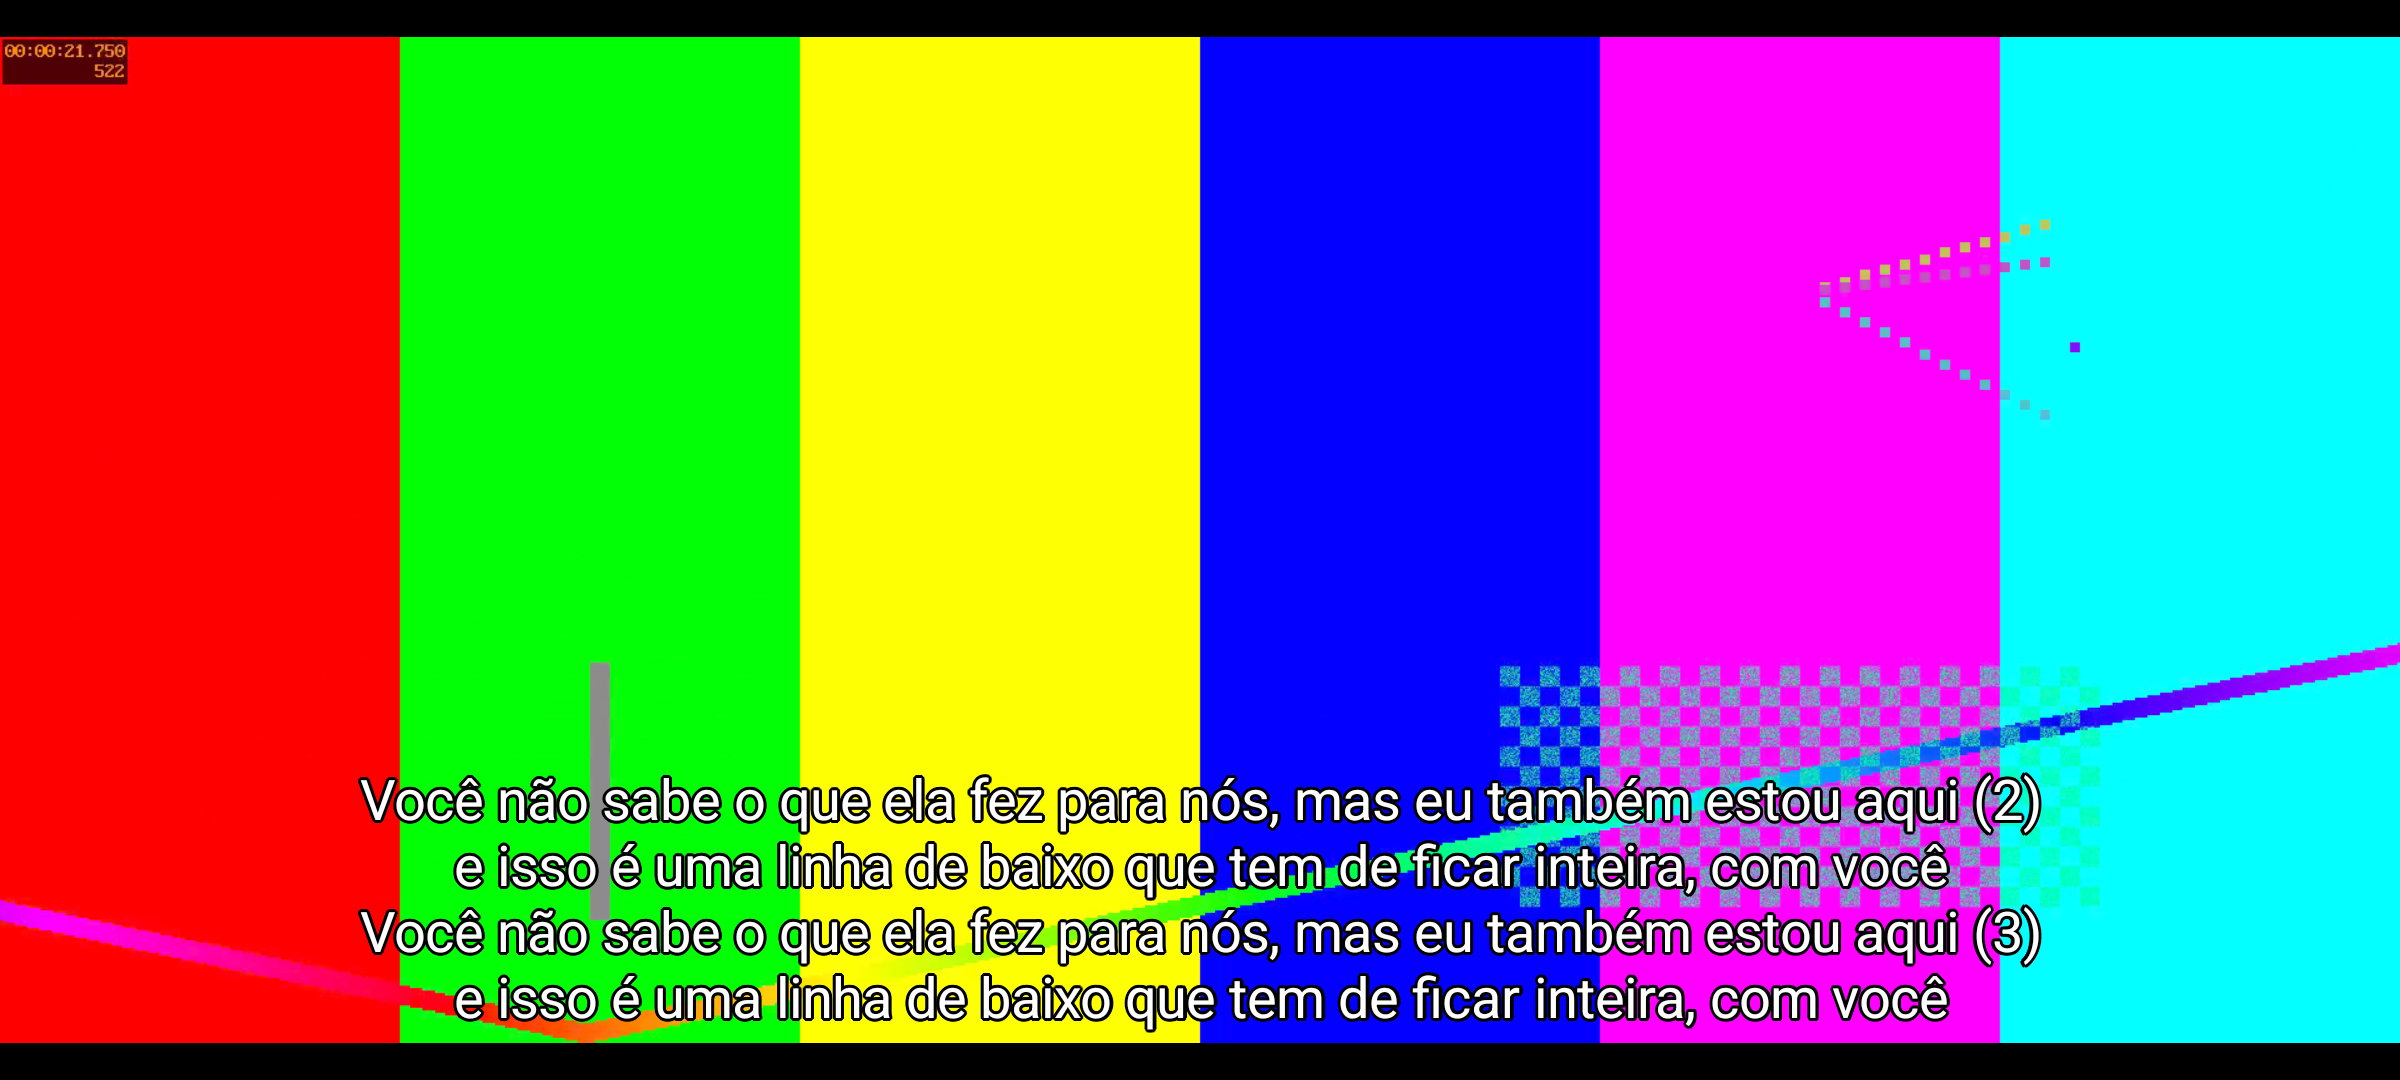 00:00:21.750
522
Você não sabe o que ela fez para nós, mas eu também estou aqui (2)
e isso é uma linha de baixo que tem de ficar inteira, com você
Você não sabe o que ela fez para nós, mas eu também estou aqui (3)
e isso é uma linha de baixo que tem de ficar inteira, com você